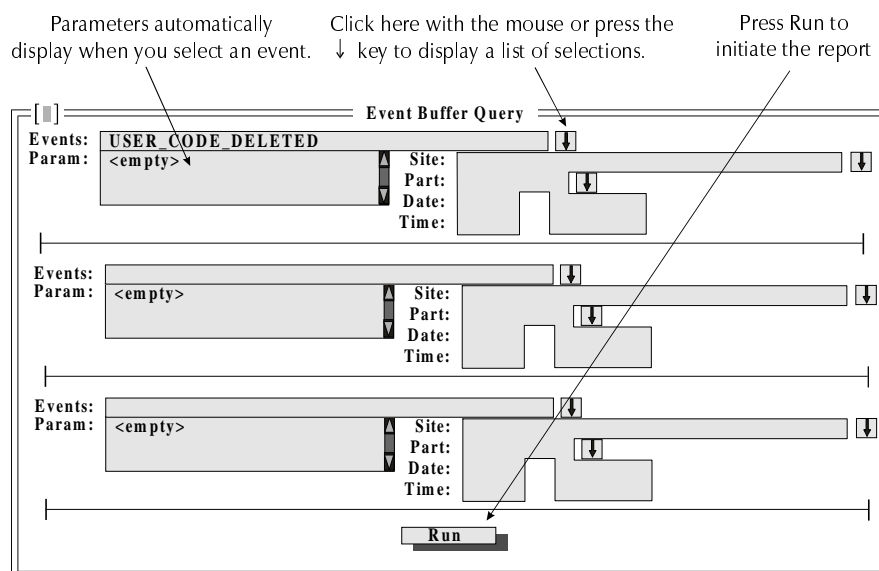 Parameters automatically
display when you select an event.
Click here with the mouse or press the
↓ key to display a list of selections.
Press Run to
initiate the report
Event Buffer Query
Events: USER_CODE_DELETED
Param: <empty>
Site:
Part:
Date:
Time:
Events:
Param: <empty>
Site:
Part:
Date:
Time:
Events:
Param: <empty>
Site:
Part:
Date:
Time:
Run